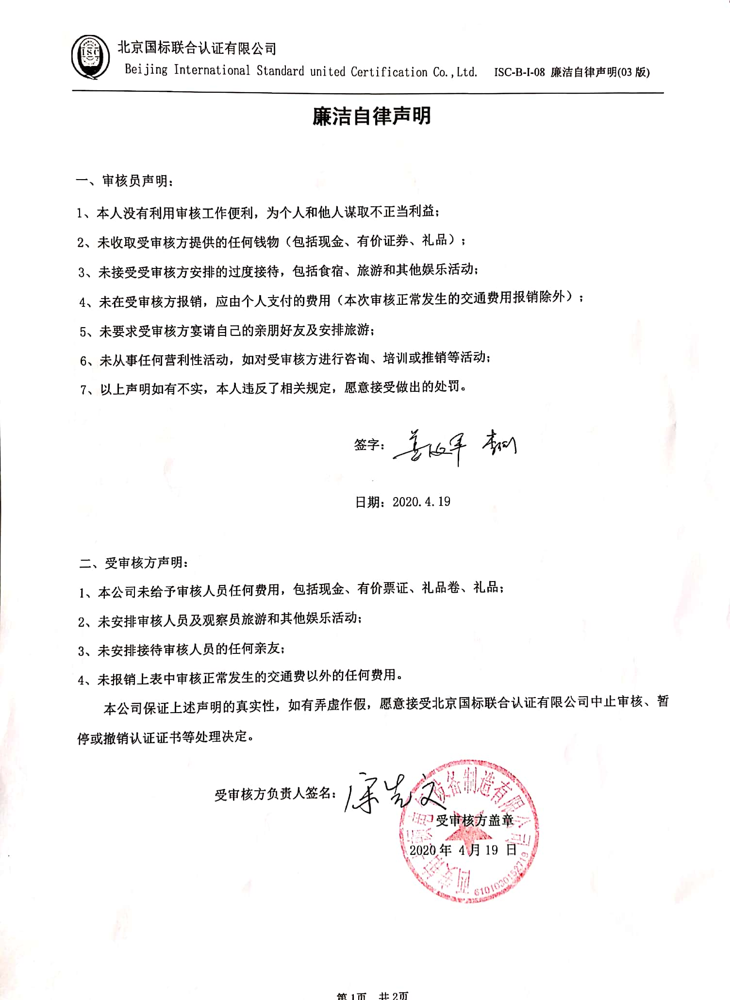 ISC
北京国标联合认证有限公司
Beijing International Standard united Certification Co.,Ltd. ISC-B-I-08 廉洁自律声明(03 版)
廉洁自律声明
一、审核员声明：
1、本人没有利用审核工作便利，为个人和他人谋取不正当利益；
2、未收取受审核方提供的任何钱物（包括现金、有价证券、礼品）；
3、未接受受审核方安排的过度接待，包括食宿、旅游和其他娱乐活动；
4、未在受审核方报销，应由个人支付的费用（本次审核正常发生的交通费用报销除外）；
5、未要求受审核方宴请自己的亲朋好友及安排旅游；
6、未从事任何营利性活动，如对受审核方进行咨询、培训或推销等活动；
7、以上声明如有不实，本人违反了相关规定，愿意接受做出的处罚。
签字：
日期：2020.4.19
二、受审核方声明：
1、本公司未给予审核人员任何费用，包括现金、有价票证、礼品卷、礼品；
2、未安排审核人员及观察员旅游和其他娱乐活动；
3、未安排接待审核人员的任何亲友；
4、未报销上表中审核正常发生的交通费以外的任何费用。
本公司保证上述声明的真实性，如有弄虚作假，愿意接受北京国标联合认证有限公司中止审核、暂
停或撤销认证证书等处理决定。
受审核方负责人签名：
受审核方盖章
2020 年 4 月 19 日
设备制造有限公司
6101030152719
第 1页 共 2页